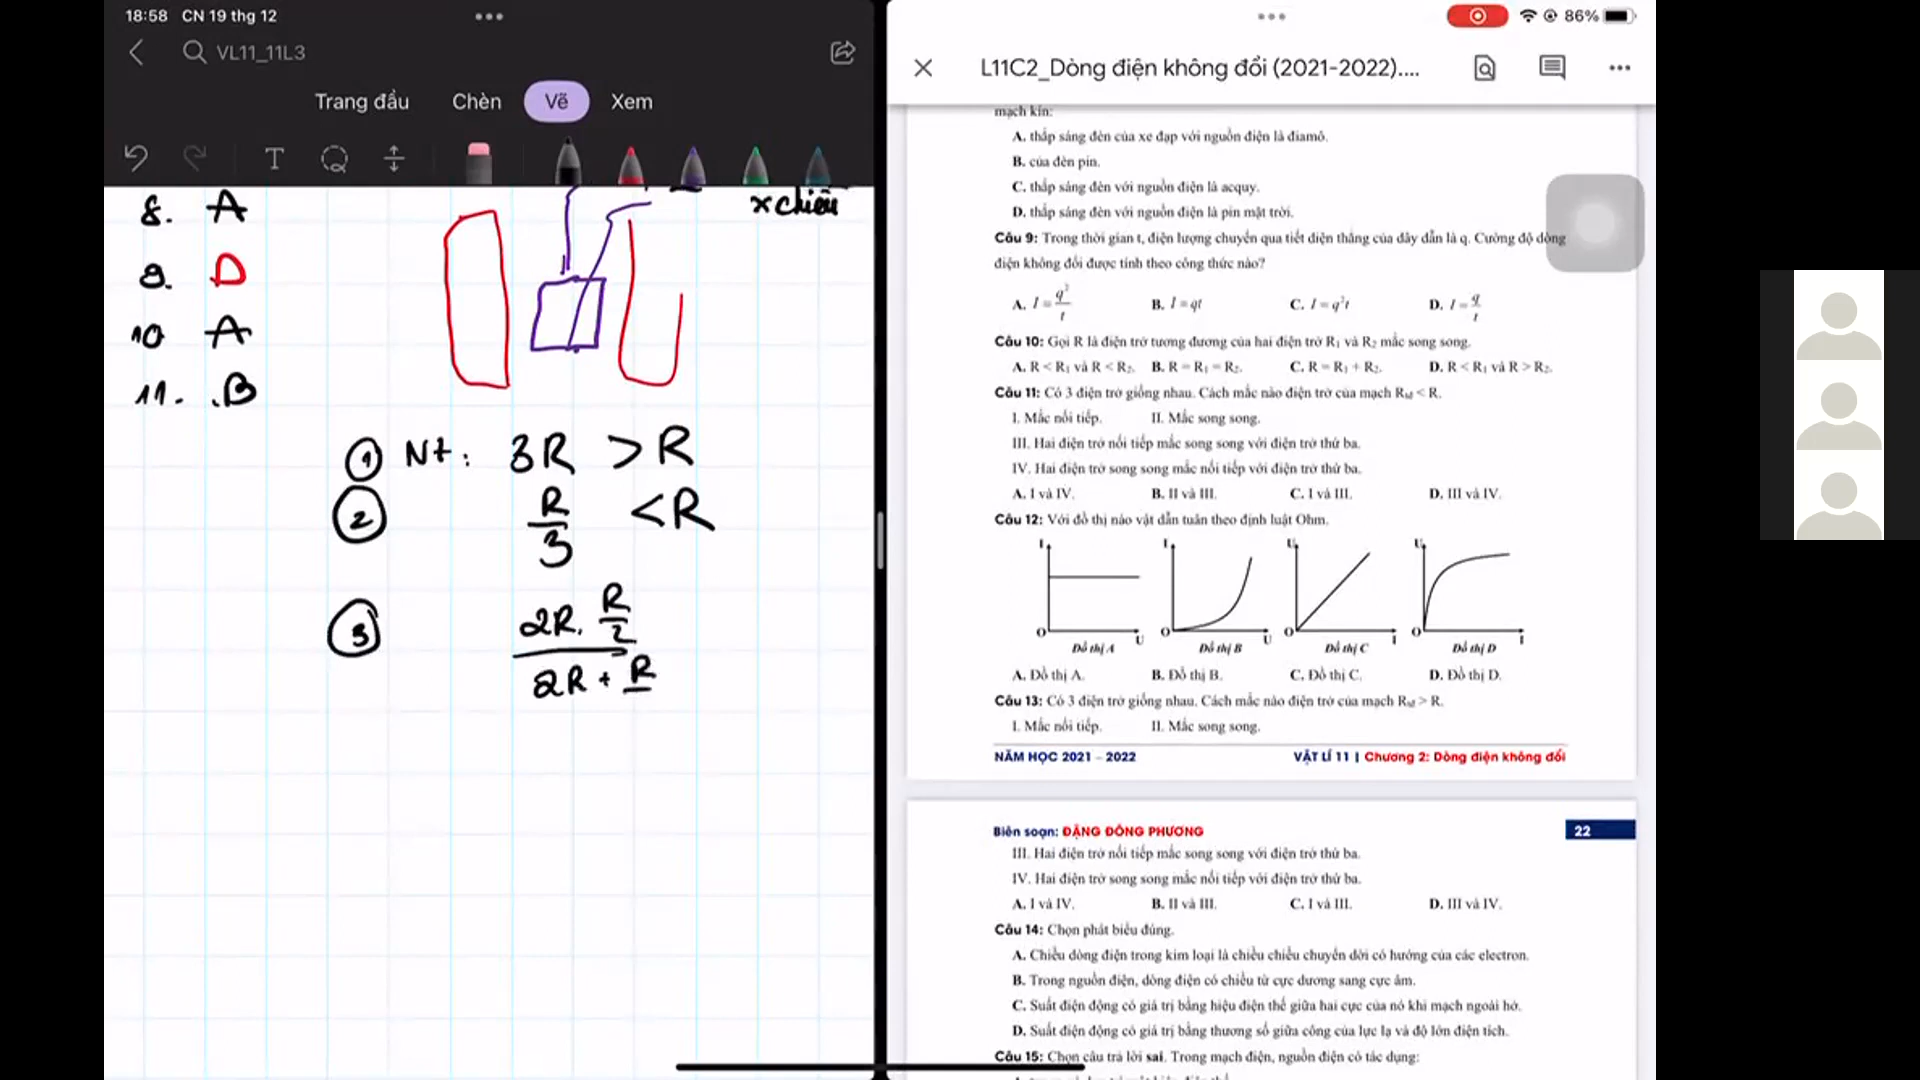 18:58 CN 19 thg 12
VL11_11L3
Trang đầu Chèn Vẽ Xem
T
8. A
9. D
10 A
11. .B
x chiều
1 Nt: 3R > R
2 R/3 < R
3 2R. R/2
2R + R
86%
L11C2_Dòng điện không đổi (2021-2022)....
mạch kín:
A. thắp sáng đèn của xe đạp với nguồn điện là điamô.
B. của đèn pin.
C. thắp sáng đèn với nguồn điện là acquy.
D. thắp sáng đèn với nguồn điện là pin mặt trời.
Câu 9: Trong thời gian t, điện lượng chuyển qua tiết diện thẳng của dây dẫn là q. Cường độ dòng
điện không đổi được tính theo công thức nào?
A. I = q²/t B. I = qt C. I = q²t D. I = q/t
Câu 10: Gọi R là điện trở tương đương của hai điện trở R₁ và R₂ mắc song song.
A. R < R₁ và R < R₂. B. R = R₁ = R₂. C. R = R₁ + R₂. D. R < R₁ và R > R₂.
Câu 11: Có 3 điện trở giống nhau. Cách mắc nào điện trở của mạch R_M < R.
I. Mắc nối tiếp. II. Mắc song song.
III. Hai điện trở nối tiếp mắc song song với điện trở thứ ba.
IV. Hai điện trở song song mắc nối tiếp với điện trở thứ ba.
A. I và IV. B. II và III. C. I và III. D. III và IV.
Câu 12: Với đồ thị nào vật dẫn tuân theo định luật Ohm.
I I U U
O U O U O I O I
Đồ thị A Đồ thị B Đồ thị C Đồ thị D
A. Đồ thị A. B. Đồ thị B. C. Đồ thị C. D. Đồ thị D.
Câu 13: Có 3 điện trở giống nhau. Cách mắc nào điện trở của mạch R_M > R.
I. Mắc nối tiếp. II. Mắc song song.
NĂM HỌC 2021 – 2022 VẬT LÍ 11 | Chương 2: Dòng điện không đổi
Biên soạn: ĐẶNG ĐÔNG PHƯƠNG 22
III. Hai điện trở nối tiếp mắc song song với điện trở thứ ba.
IV. Hai điện trở song song mắc nối tiếp với điện trở thứ ba.
A. I và IV. B. II và III. C. I và III. D. III và IV.
Câu 14: Chọn phát biểu đúng.
A. Chiều dòng điện trong kim loại là chiều chiều chuyển dời có hướng của các electron.
B. Trong nguồn điện, dòng điện có chiều từ cực dương sang cực âm.
C. Suất điện động có giá trị bằng hiệu điện thế giữa hai cực của nó khi mạch ngoài hở.
D. Suất điện động có giá trị bằng thương số giữa công của lực lạ và độ lớn điện tích.
Câu 15: Chọn câu trả lời sai. Trong mạch điện, nguồn điện có tác dụng: